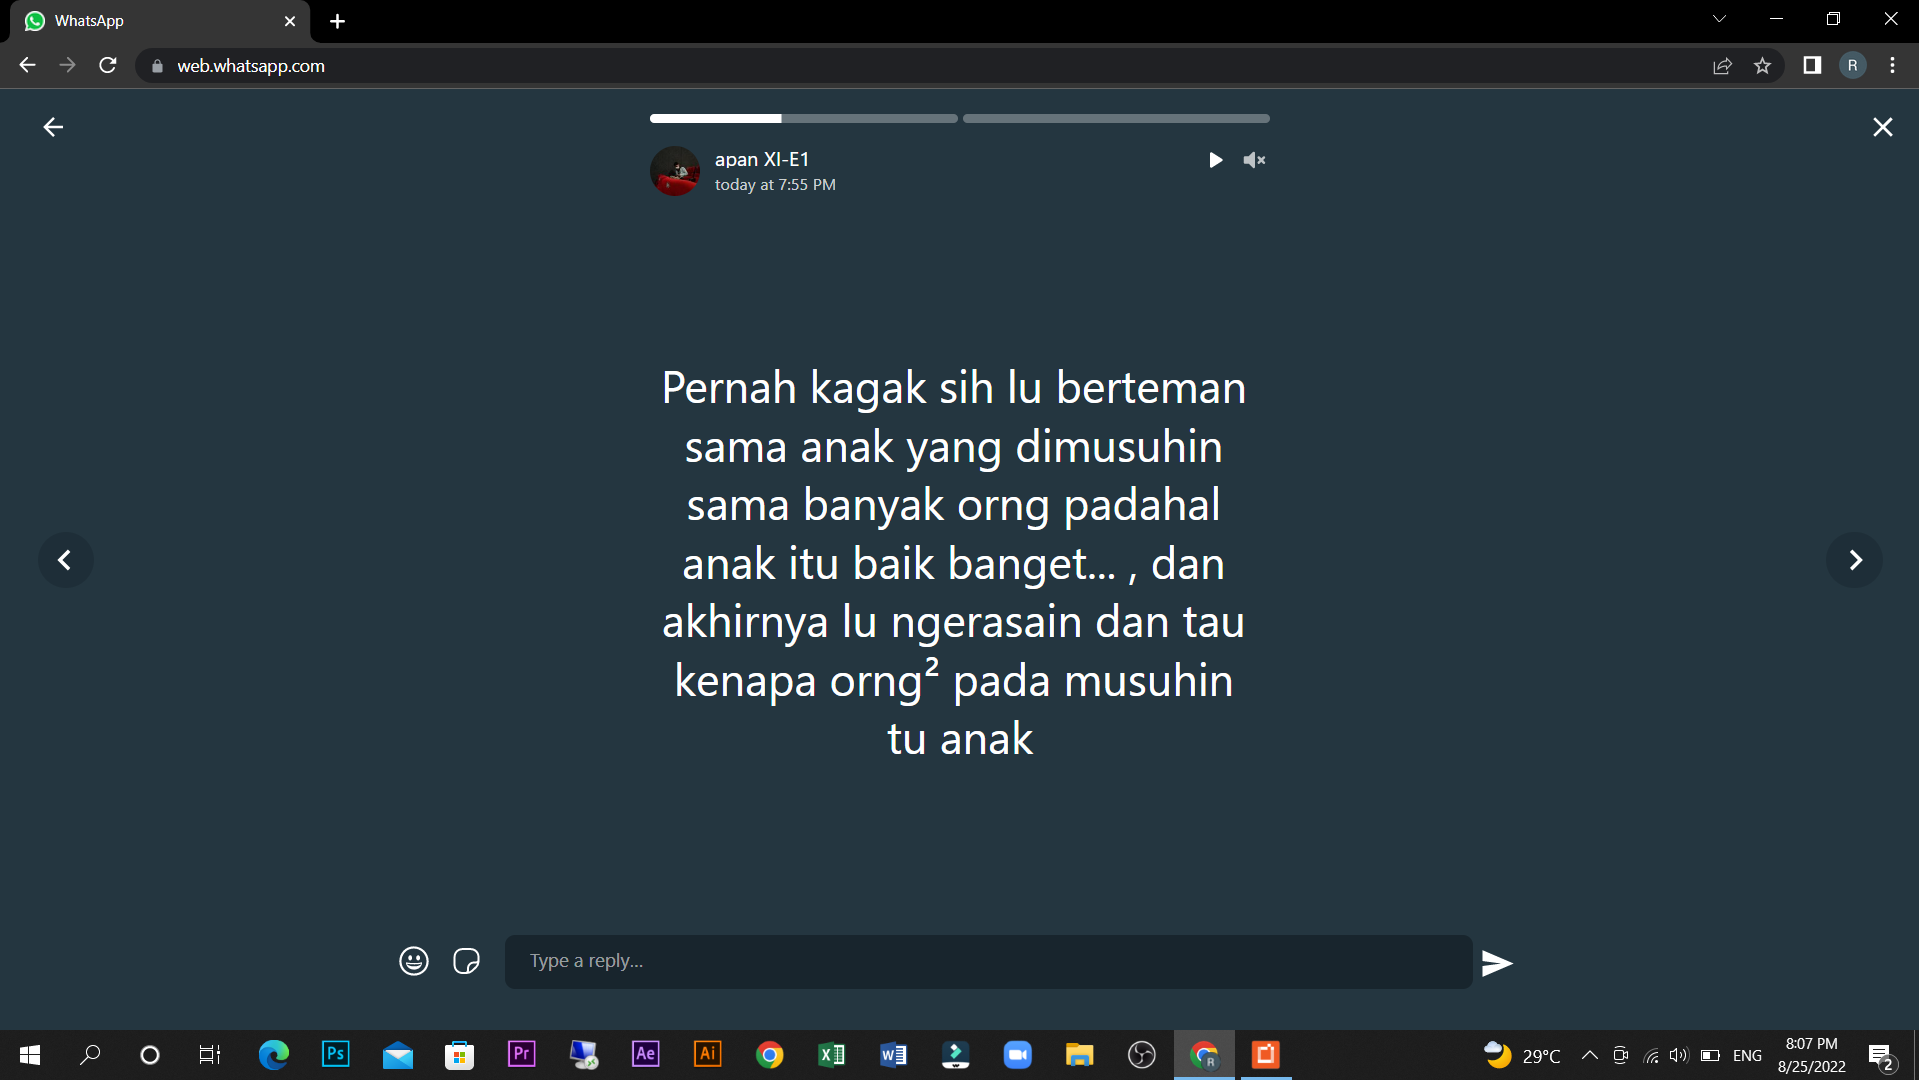 WhatsApp
web.whatsapp.com
R
apan XI-E1
today at 7:55 PM
Pernah kagak sih lu berteman
sama anak yang dimusuhin
sama banyak orng padahal
anak itu baik banget... , dan
akhirnya lu ngerasain dan tau
kenapa orng² pada musuhin
tu anak
Type a reply...
Ps
Pr
Ae
Ai
R
29°C
ENG
8:07 PM
8/25/2022
2